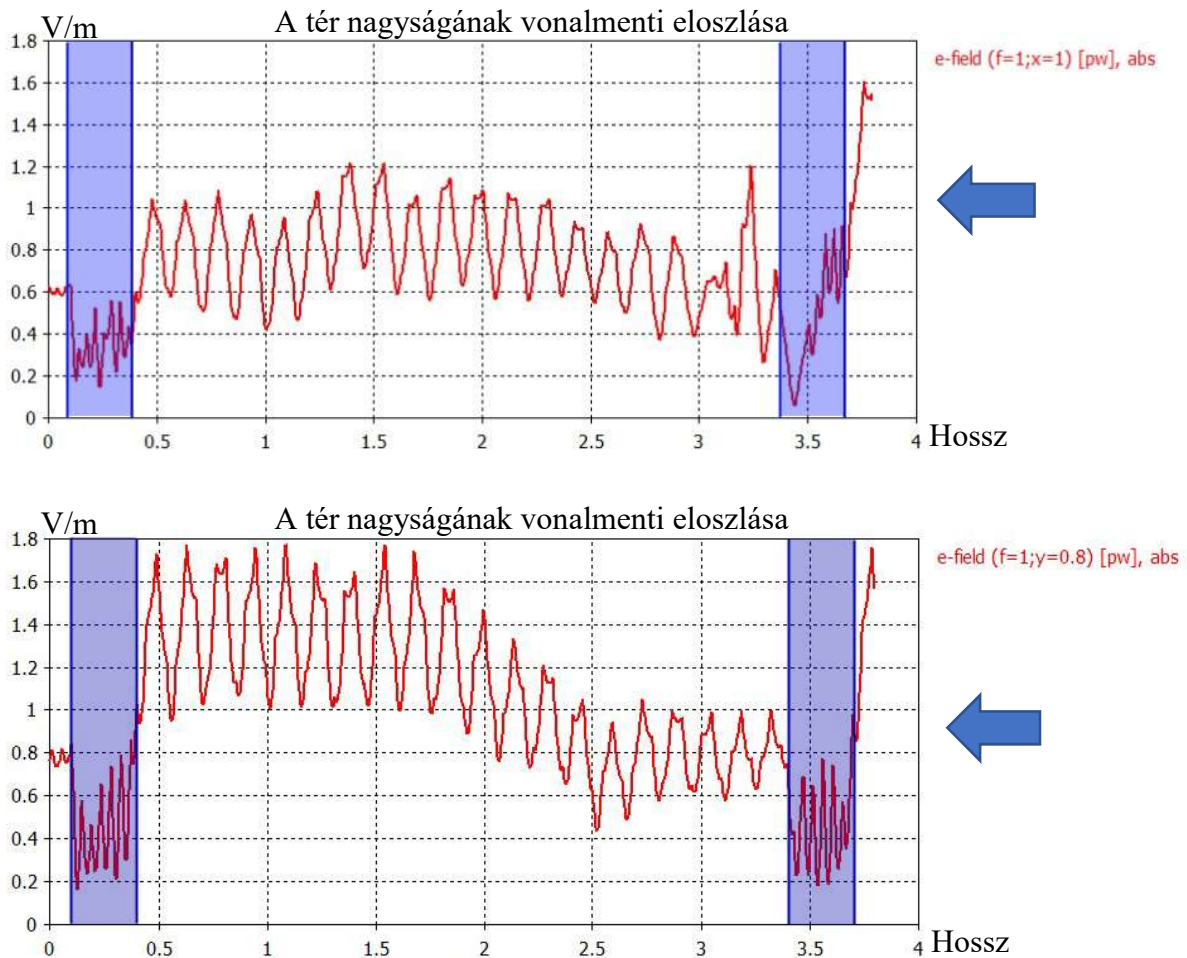 V/m
A tér nagyságának vonalmenti eloszlása
e-field (f=1;x=1) [pw], abs
1.8
1.6
1.4
1.2
1
0.8
0.6
0.4
0.2
0
0 0.5 1 1.5 2 2.5 3 3.5 4 Hossz
V/m
A tér nagyságának vonalmenti eloszlása
e-field (f=1;y=0.8) [pw], abs
1.8
1.6
1.4
1.2
1
0.8
0.6
0.4
0.2
0
0 0.5 1 1.5 2 2.5 3 3.5 4 Hossz